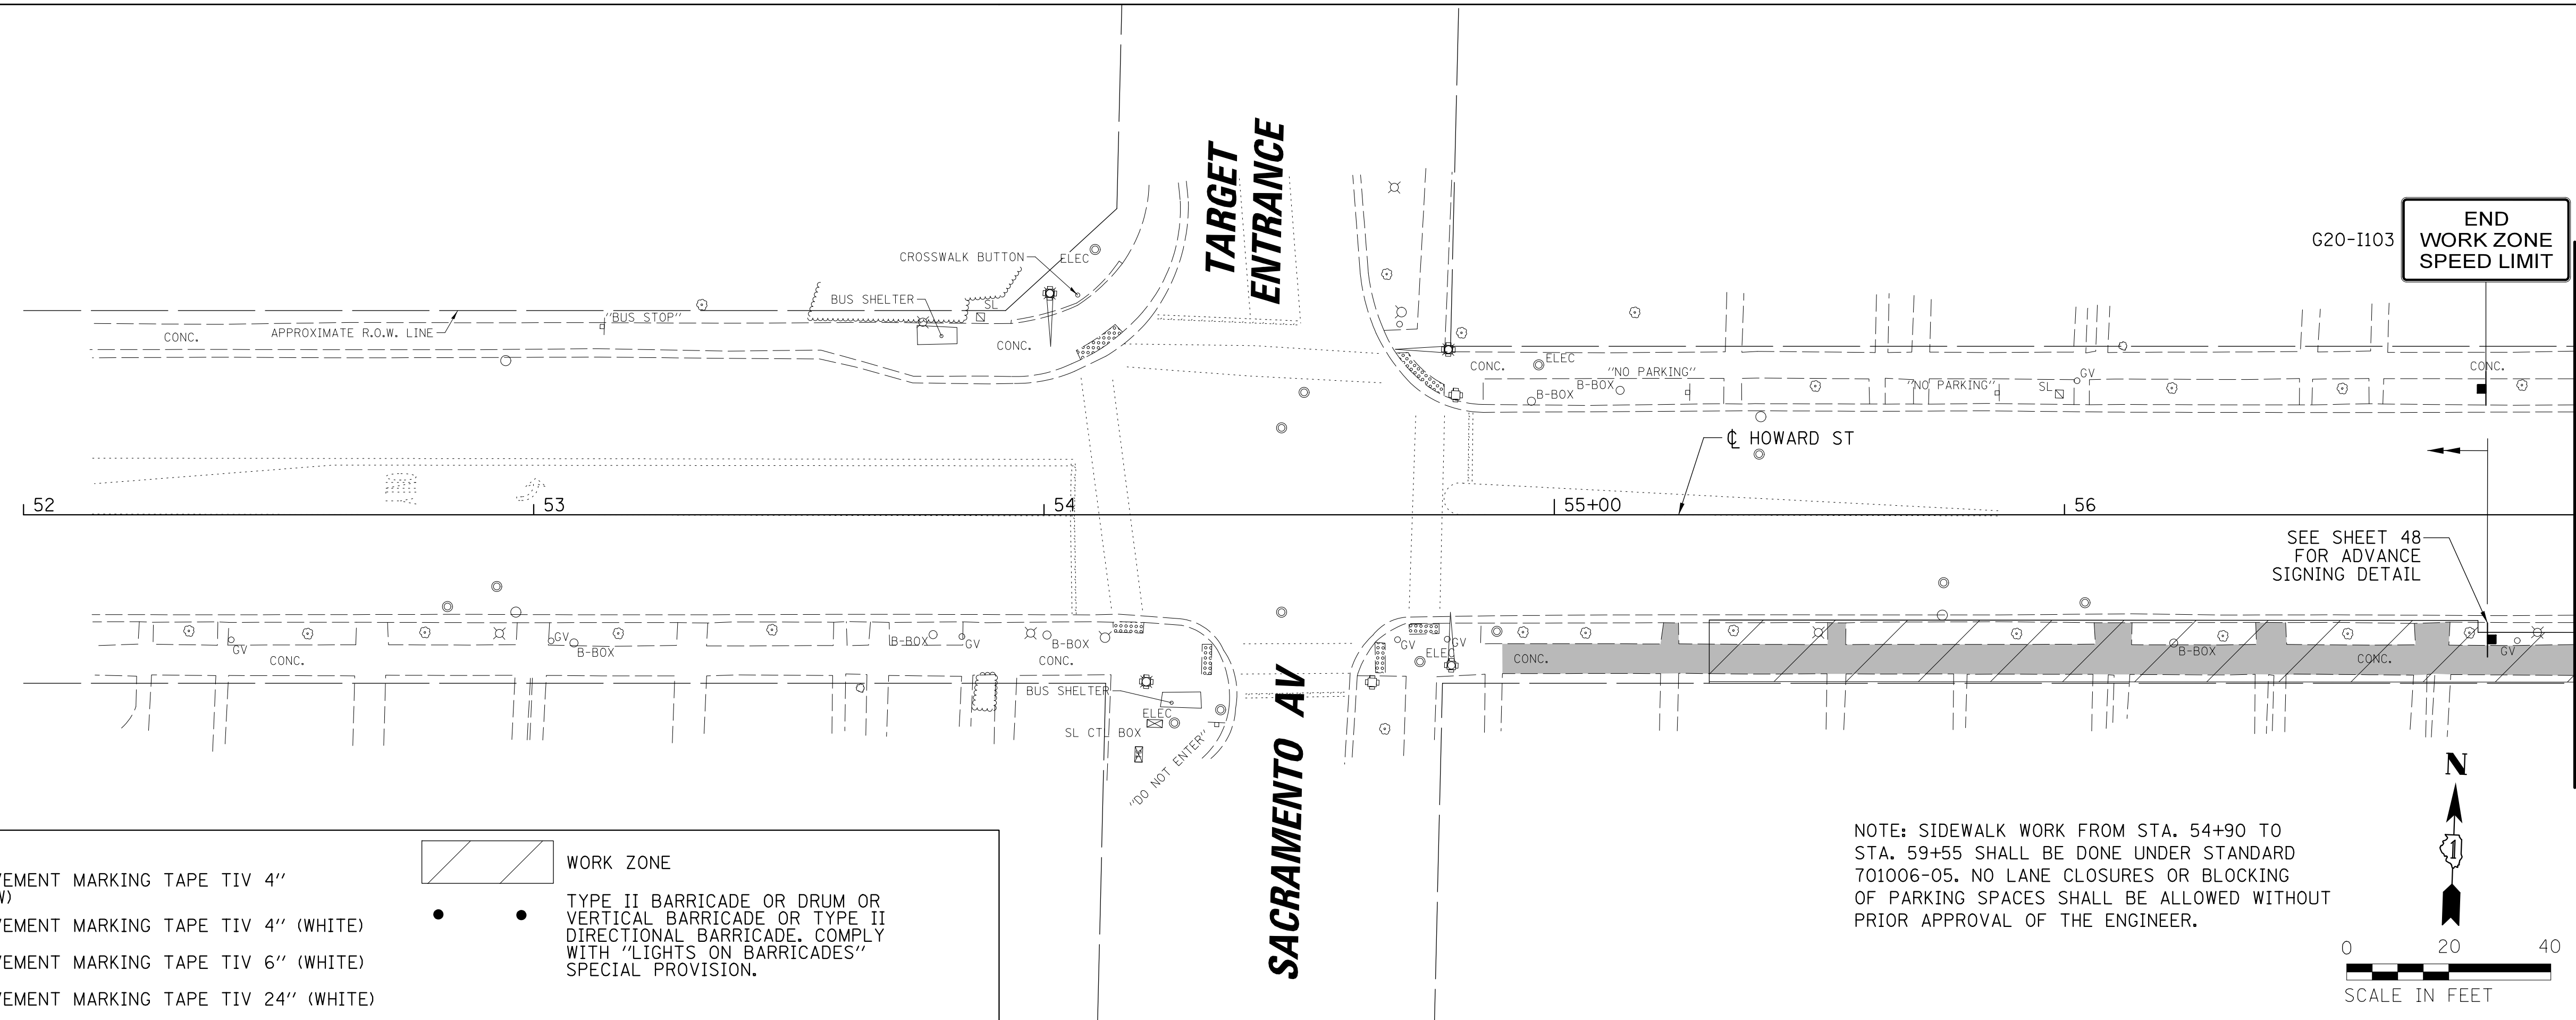 TARGET
ENTRANCE
END
WORK ZONE
SPEED LIMIT
G20-I103
CROSSWALK BUTTON
ELEC
BUS SHELTER
SL
"BUS STOP"
APPROXIMATE R.O.W. LINE
CONC.
CONC.
CONC.
ELEC
"NO PARKING"
B-BOX
B-BOX
"NO PARKING"
SL
GV
CONC.
℄ HOWARD ST
52
53
54
55+00
56
SEE SHEET 48
FOR ADVANCE
SIGNING DETAIL
GV
CONC.
GV
B-BOX
B-BOX
GV
B-BOX
CONC.
GV
GV
ELEC
CONC.
B-BOX
CONC.
GV
BUS SHELTER
ELEC
SL CTL BOX
"DO NOT ENTER"
SACRAMENTO AV
N
1
NOTE: SIDEWALK WORK FROM STA. 54+90 TO
STA. 59+55 SHALL BE DONE UNDER STANDARD
701006-05. NO LANE CLOSURES OR BLOCKING
OF PARKING SPACES SHALL BE ALLOWED WITHOUT
PRIOR APPROVAL OF THE ENGINEER.
0 20 40
SCALE IN FEET
VEMENT MARKING TAPE TIV 4"
W)
VEMENT MARKING TAPE TIV 4" (WHITE)
VEMENT MARKING TAPE TIV 6" (WHITE)
VEMENT MARKING TAPE TIV 24" (WHITE)
WORK ZONE
TYPE II BARRICADE OR DRUM OR
VERTICAL BARRICADE OR TYPE II
DIRECTIONAL BARRICADE. COMPLY
WITH "LIGHTS ON BARRICADES"
SPECIAL PROVISION.